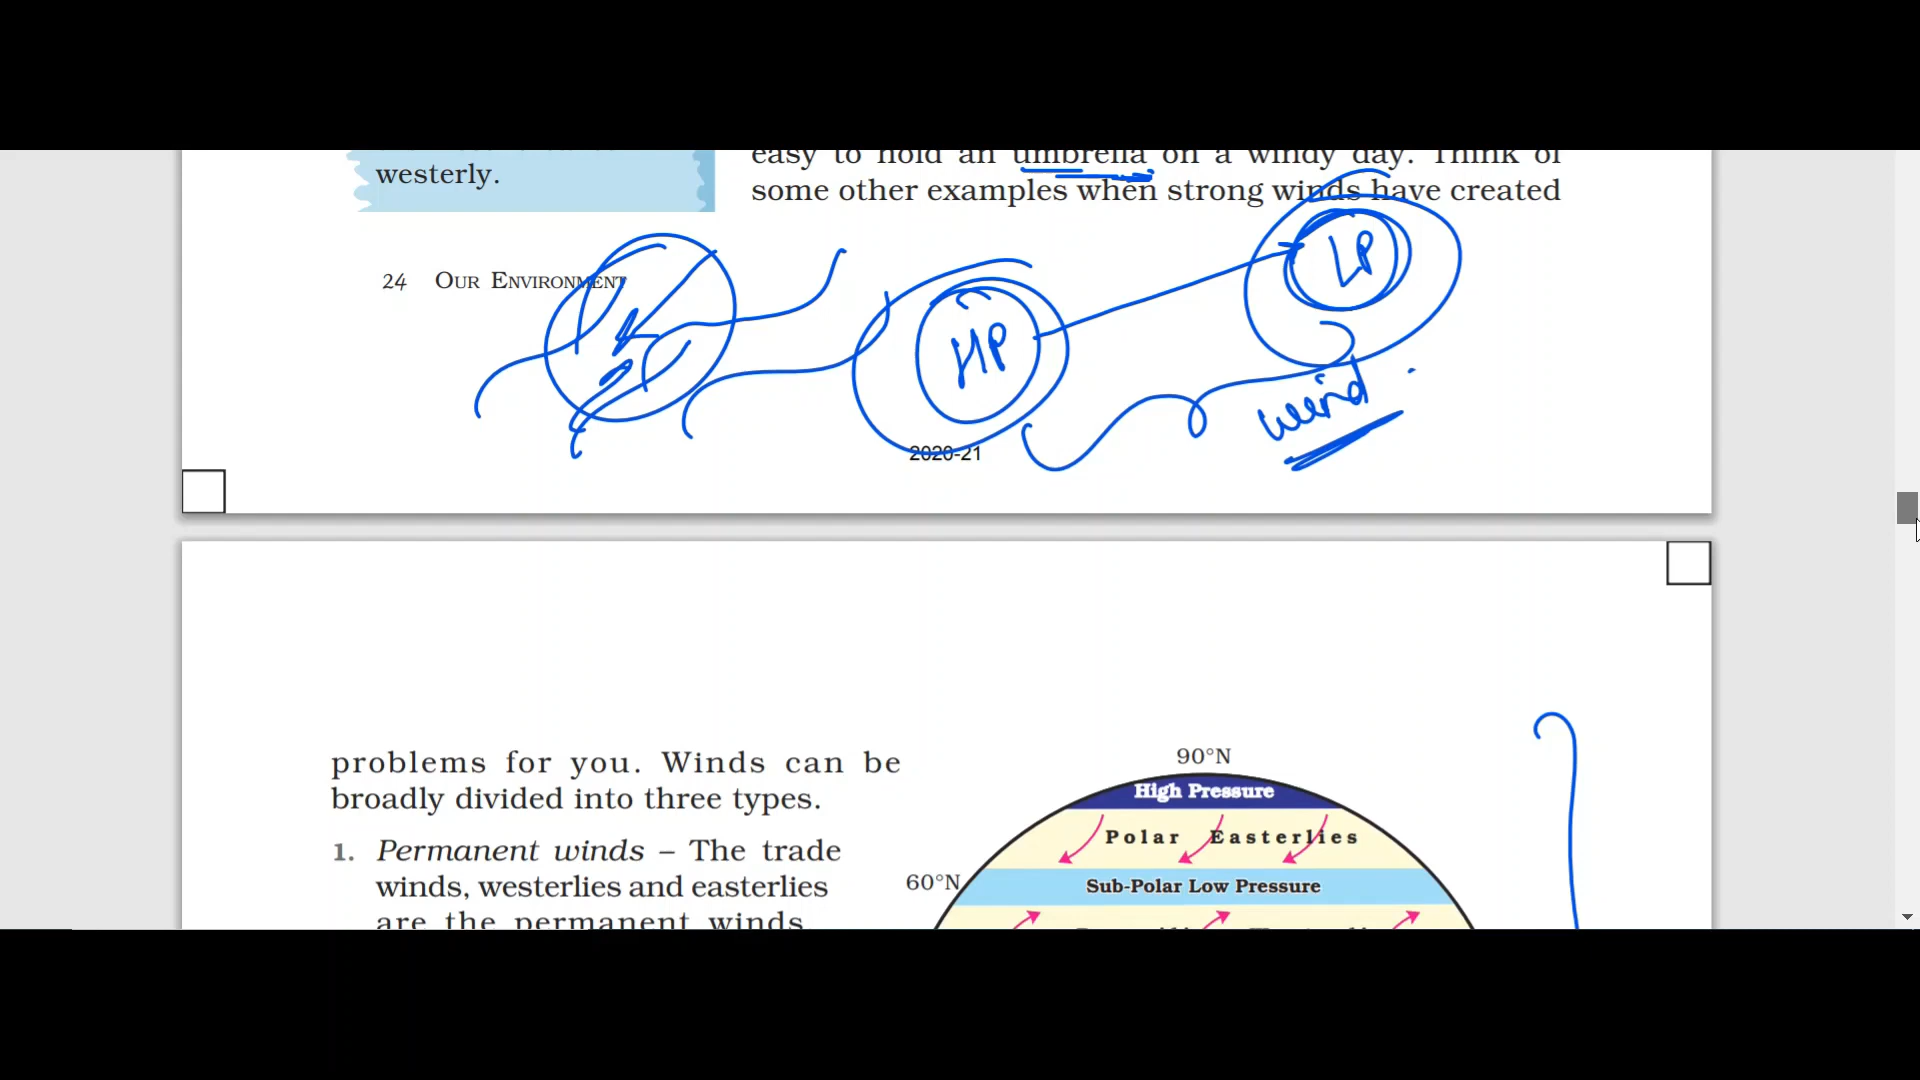 westerly.
easy to hold an umbrella on a windy day. Think of
some other examples when strong winds have created
24 OUR ENVIRONMENT
HP
LP
wind
2020-21
problems for you. Winds can be
broadly divided into three types.
1. Permanent winds – The trade
winds, westerlies and easterlies
are the permanent winds
90°N
High Pressure
Polar Easterlies
60°N
Sub-Polar Low Pressure